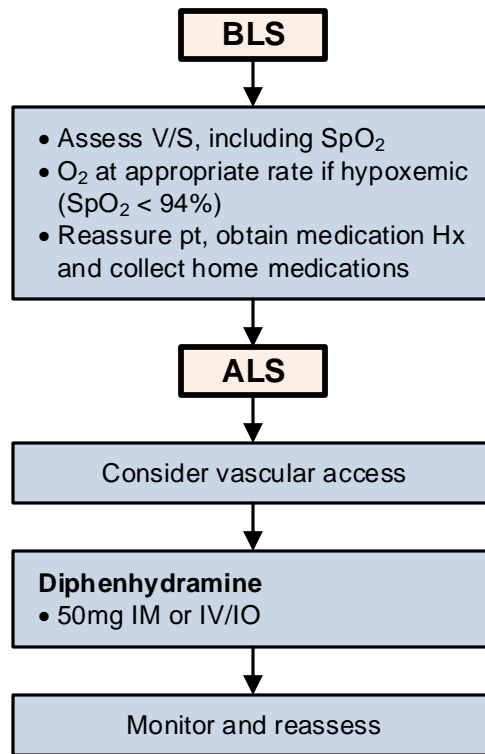 BLS
• Assess V/S, including SpO₂
• O₂ at appropriate rate if hypoxemic
(SpO₂ < 94%)
• Reassure pt, obtain medication Hx
and collect home medications
ALS
Consider vascular access
Diphenhydramine
• 50mg IM or IV/IO
Monitor and reassess